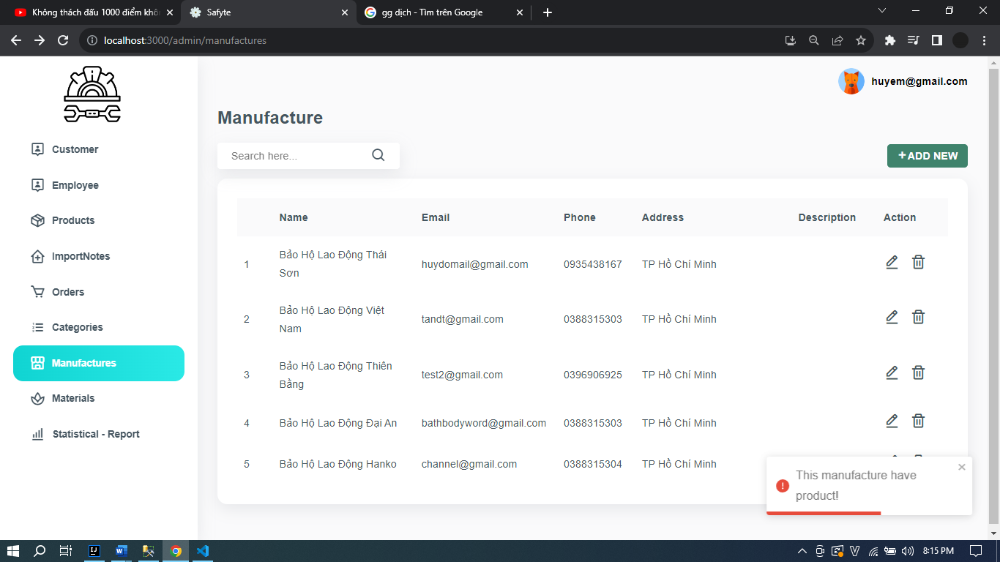 Không thách đấu 1000 điểm khôn
Safyte
gg dịch - Tìm trên Google
localhost:3000/admin/manufactures
huyem@gmail.com
Manufacture
Search here...
+ADD NEW
Customer
Employee
Products
ImportNotes
Orders
Categories
Manufactures
Materials
Statistical - Report
Name Email Phone Address Description Action
1 Bảo Hộ Lao Động Thái Sơn huydomail@gmail.com 0935438167 TP Hồ Chí Minh
2 Bảo Hộ Lao Động Việt Nam tandt@gmail.com 0388315303 TP Hồ Chí Minh
3 Bảo Hộ Lao Động Thiên Bằng test2@gmail.com 0396906925 TP Hồ Chí Minh
4 Bảo Hộ Lao Động Đại An bathbodyword@gmail.com 0388315303 TP Hồ Chí Minh
5 Bảo Hộ Lao Động Hanko channel@gmail.com 0388315304 TP Hồ Chí Minh
This manufacture have
product!
8:15 PM